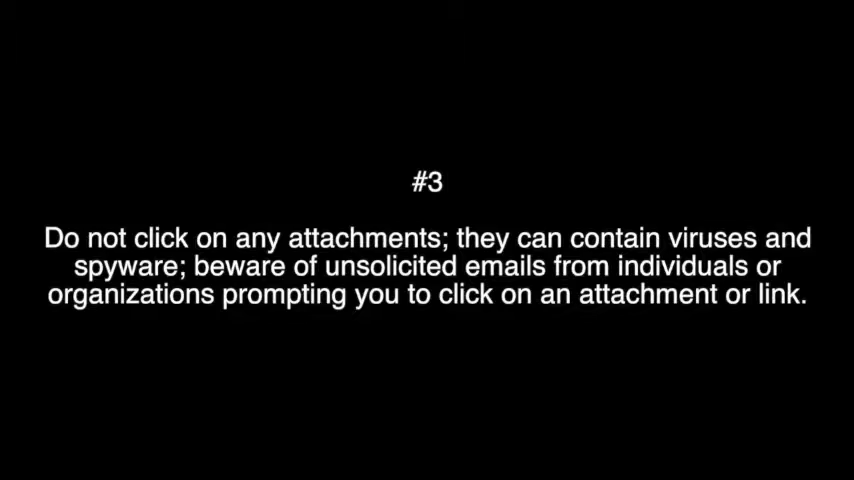 #3
Do not click on any attachments; they can contain viruses and
spyware; beware of unsolicited emails from individuals or
organizations prompting you to click on an attachment or link.